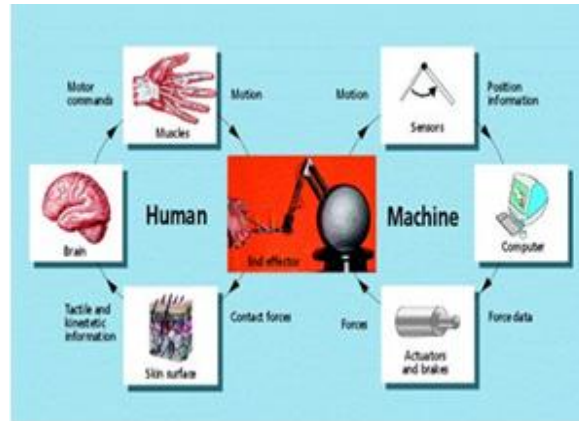 Motor
commands
Muscles
Motion
Motion
Sensors
Position
information
Brain
Human
End effector
Machine
Computer
Tactile and
kinestetic
information
Skin surface
Contact forces
Forces
Actuators
and brakes
Force data